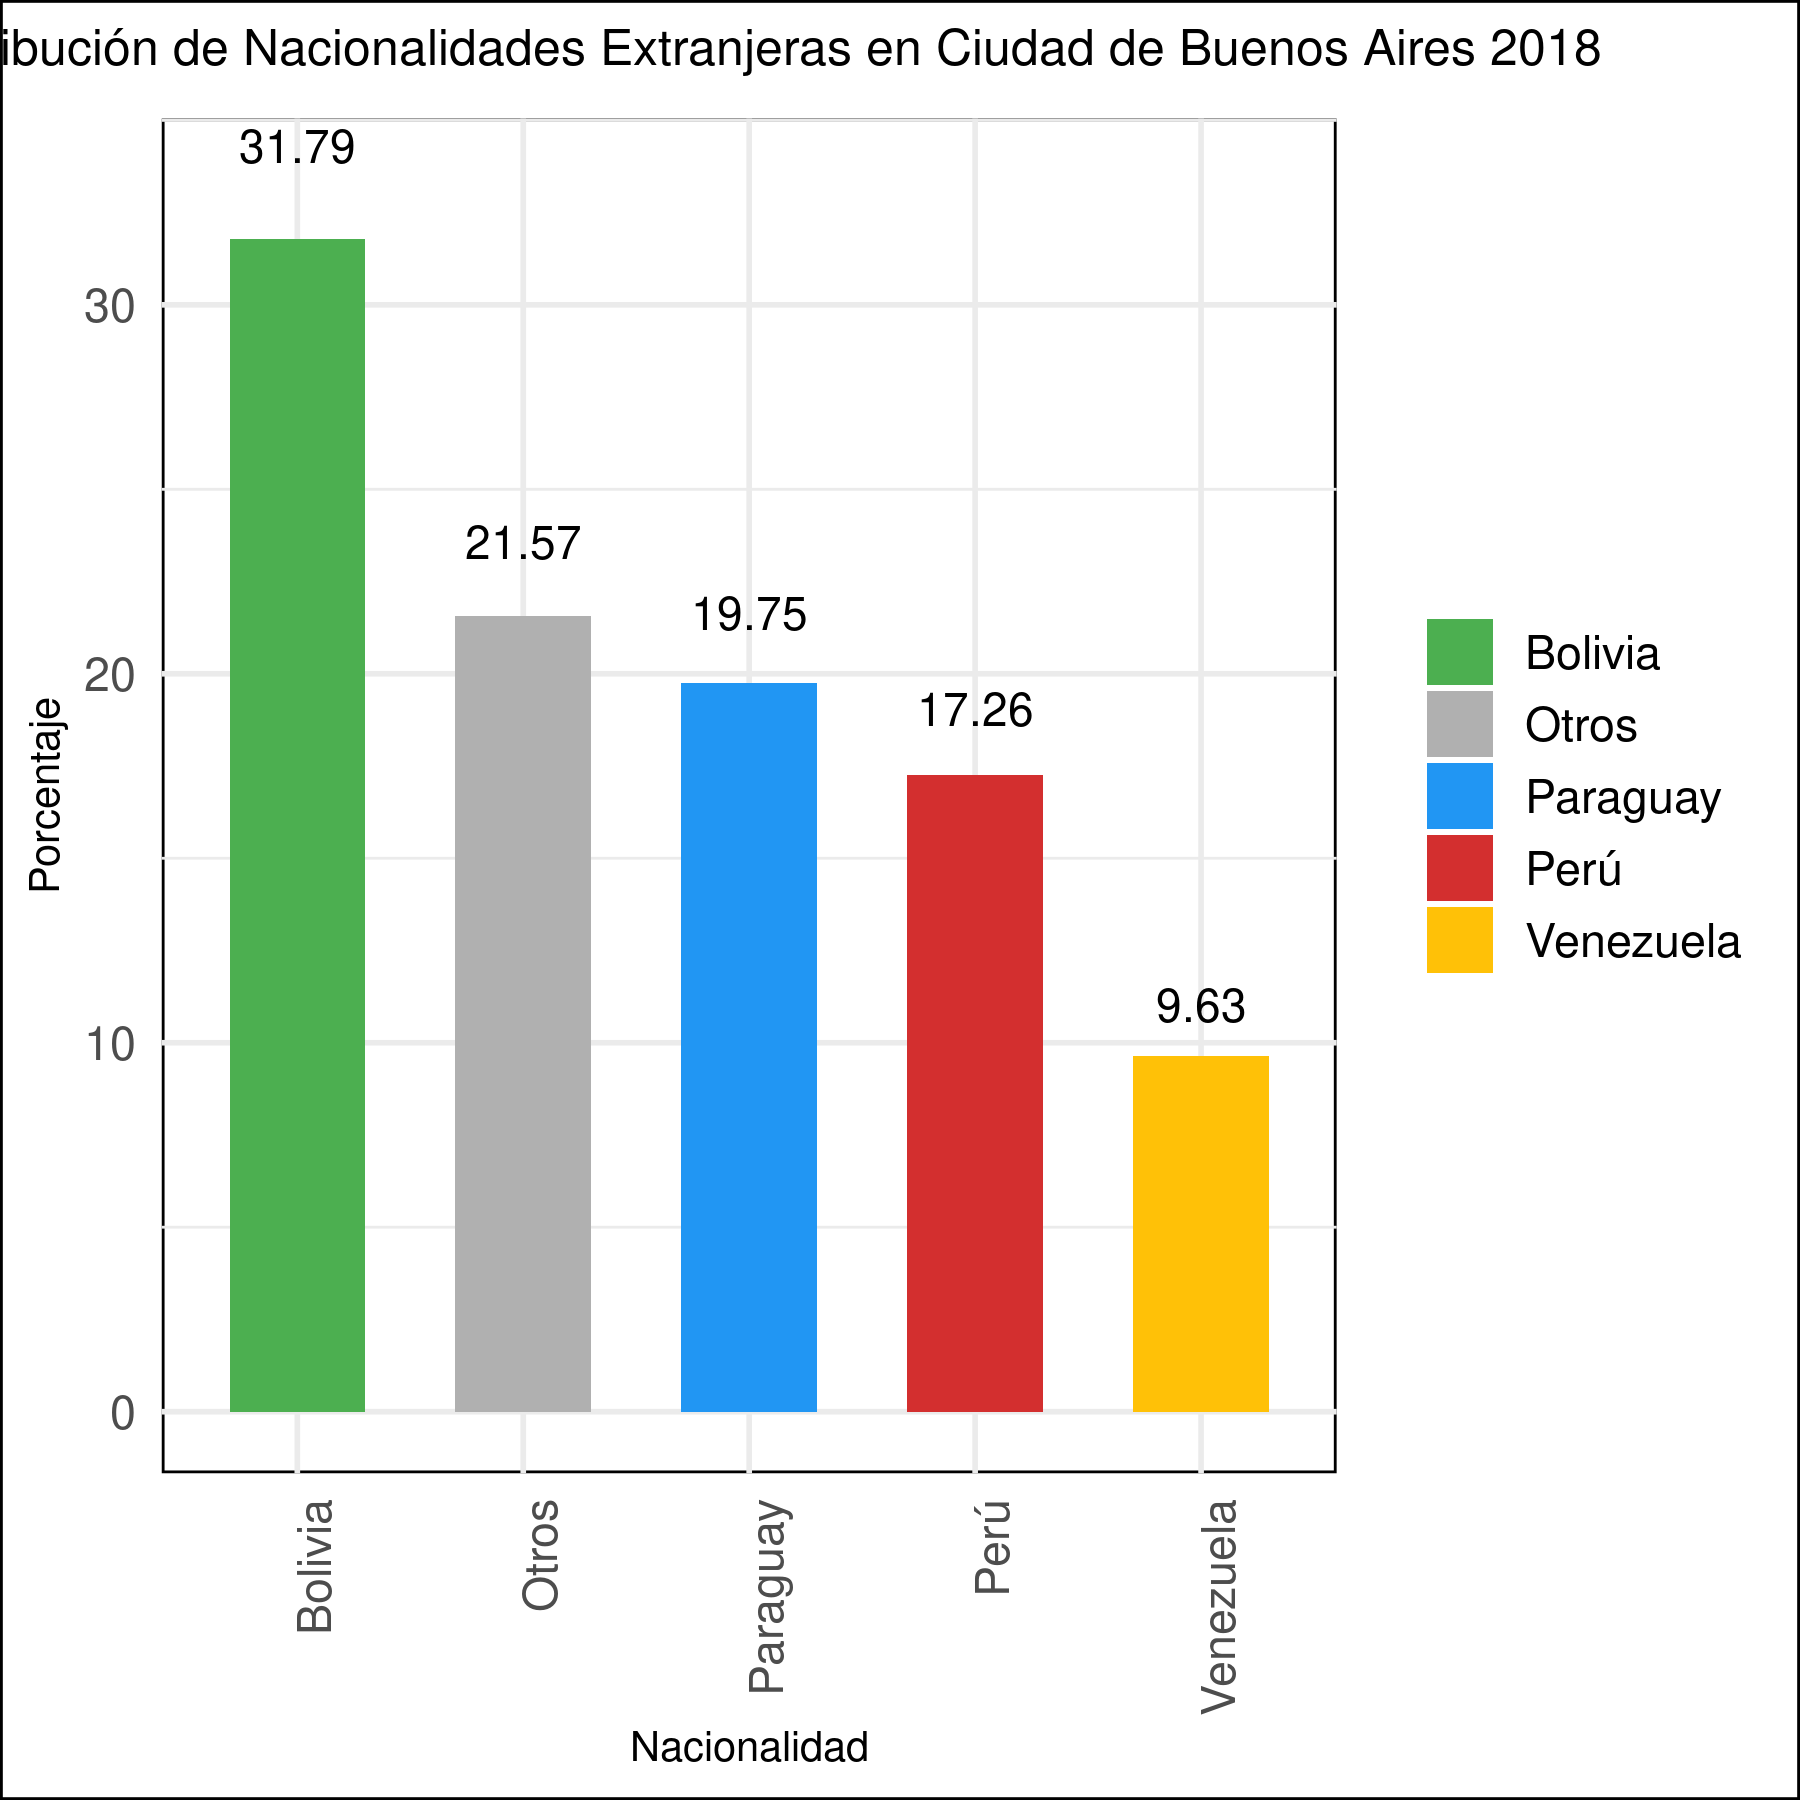 ibución de Nacionalidades Extranjeras en Ciudad de Buenos Aires 2018
31.79
21.57
19.75
17.26
9.63
30
20
10
0
Porcentaje
Bolivia
Otros
Paraguay
Perú
Venezuela
Nacionalidad
Bolivia
Otros
Paraguay
Perú
Venezuela